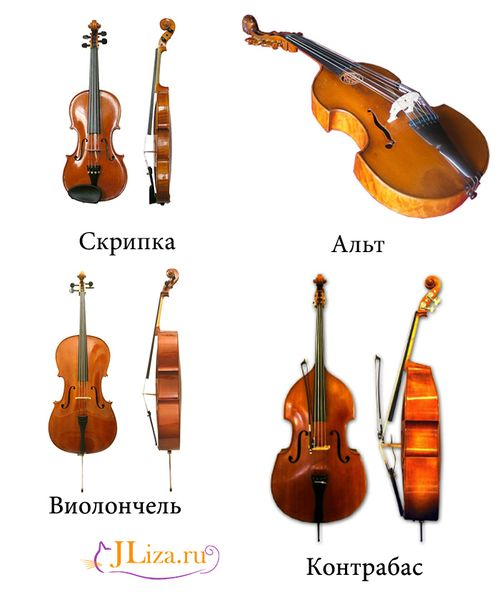 Скрипка
Альт
Виолончель
Контрабас
JLiza.ru